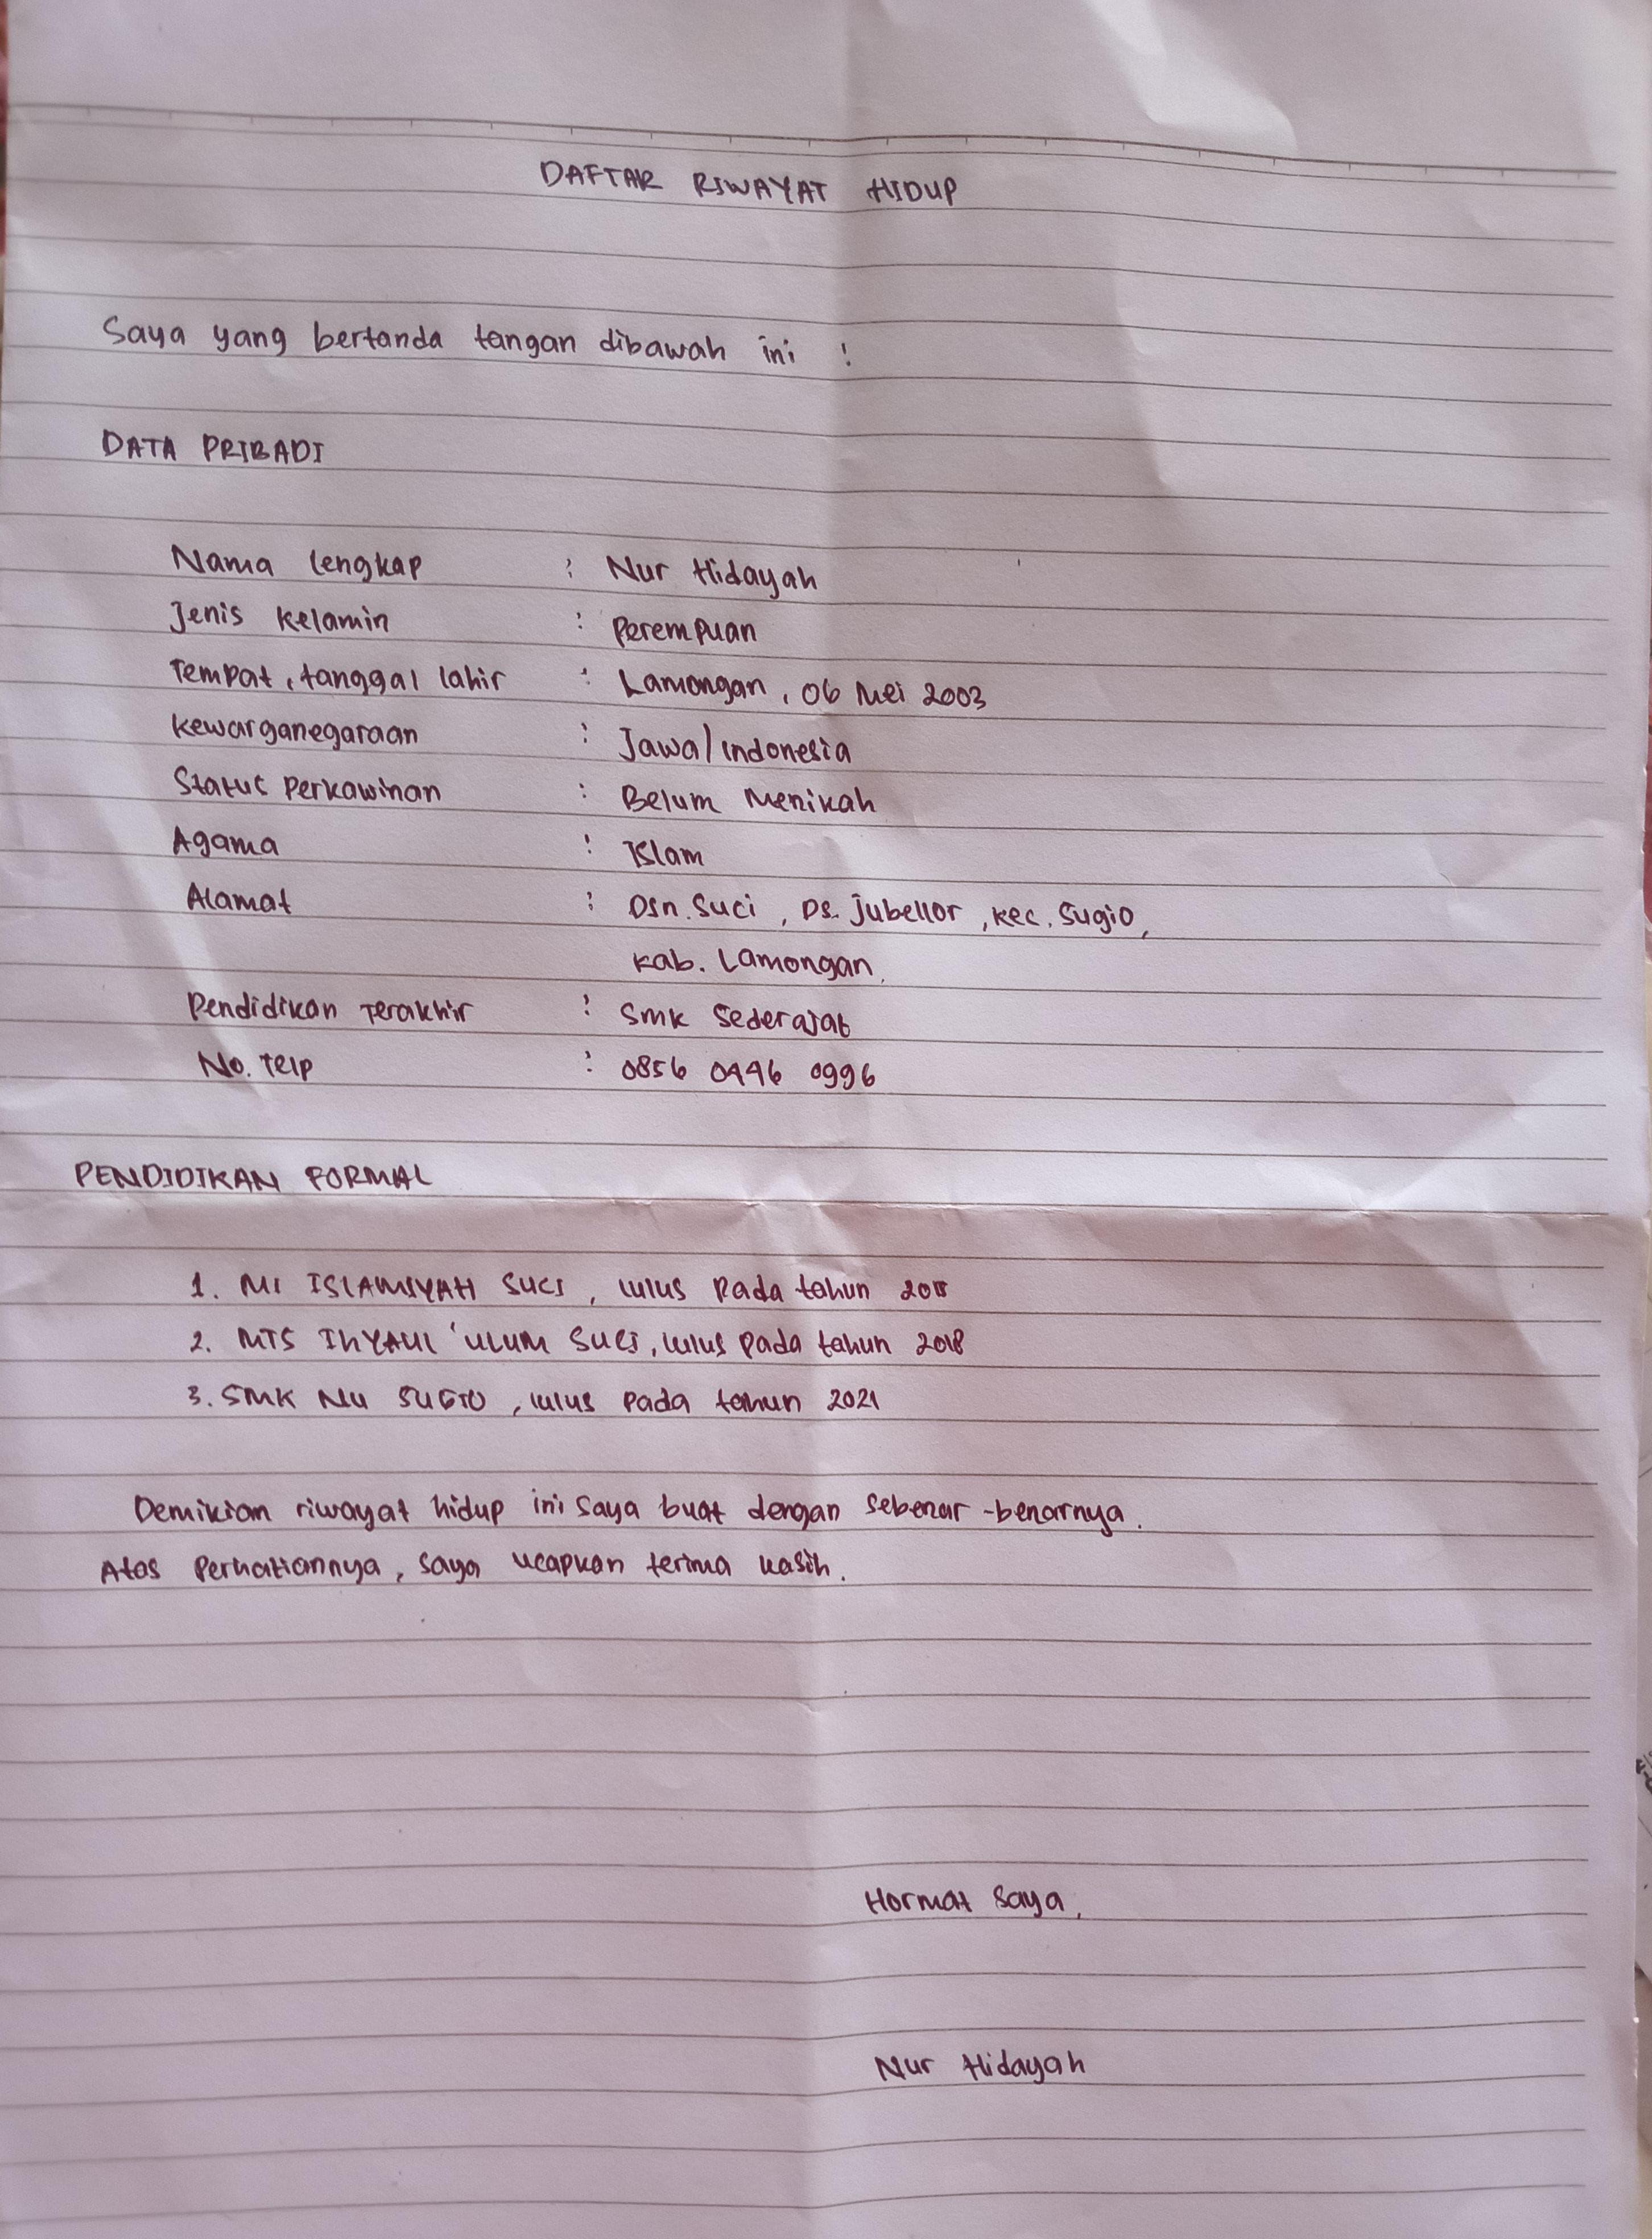 DAFTAR RIWAYAT HIDUP
Saya yang bertanda tangan dibawah ini :
DATA PRIBADI
Nama lengkap : Nur Hidayah
Jenis Kelamin : Perempuan
Tempat, tanggal lahir : Lamongan, 06 Mei 2003
Kewarganegaraan : Jawa/Indonesia
Status Perkawinan : Belum Menikah
Agama : Islam
Alamat : Dsn. Suci, Ds. Jubellor, Kec. Sugio,
Kab. Lamongan.
Pendidikan Terakhir : SMK Sederajat
No. Telp : 0856 0446 0996
PENDIDIKAN FORMAL
1. MI ISLAMIYAH SUCI, lulus Pada tahun 2015
2. MTS IHYAUL 'ULUM SUCI, lulus Pada tahun 2018
3. SMK NU SUGIO, lulus Pada tahun 2021
Demikian riwayat hidup ini saya buat dengan sebenar-benarnya.
Atas Perhatiannya, saya ucapkan terima kasih.
Hormat Saya,
Nur Hidayah